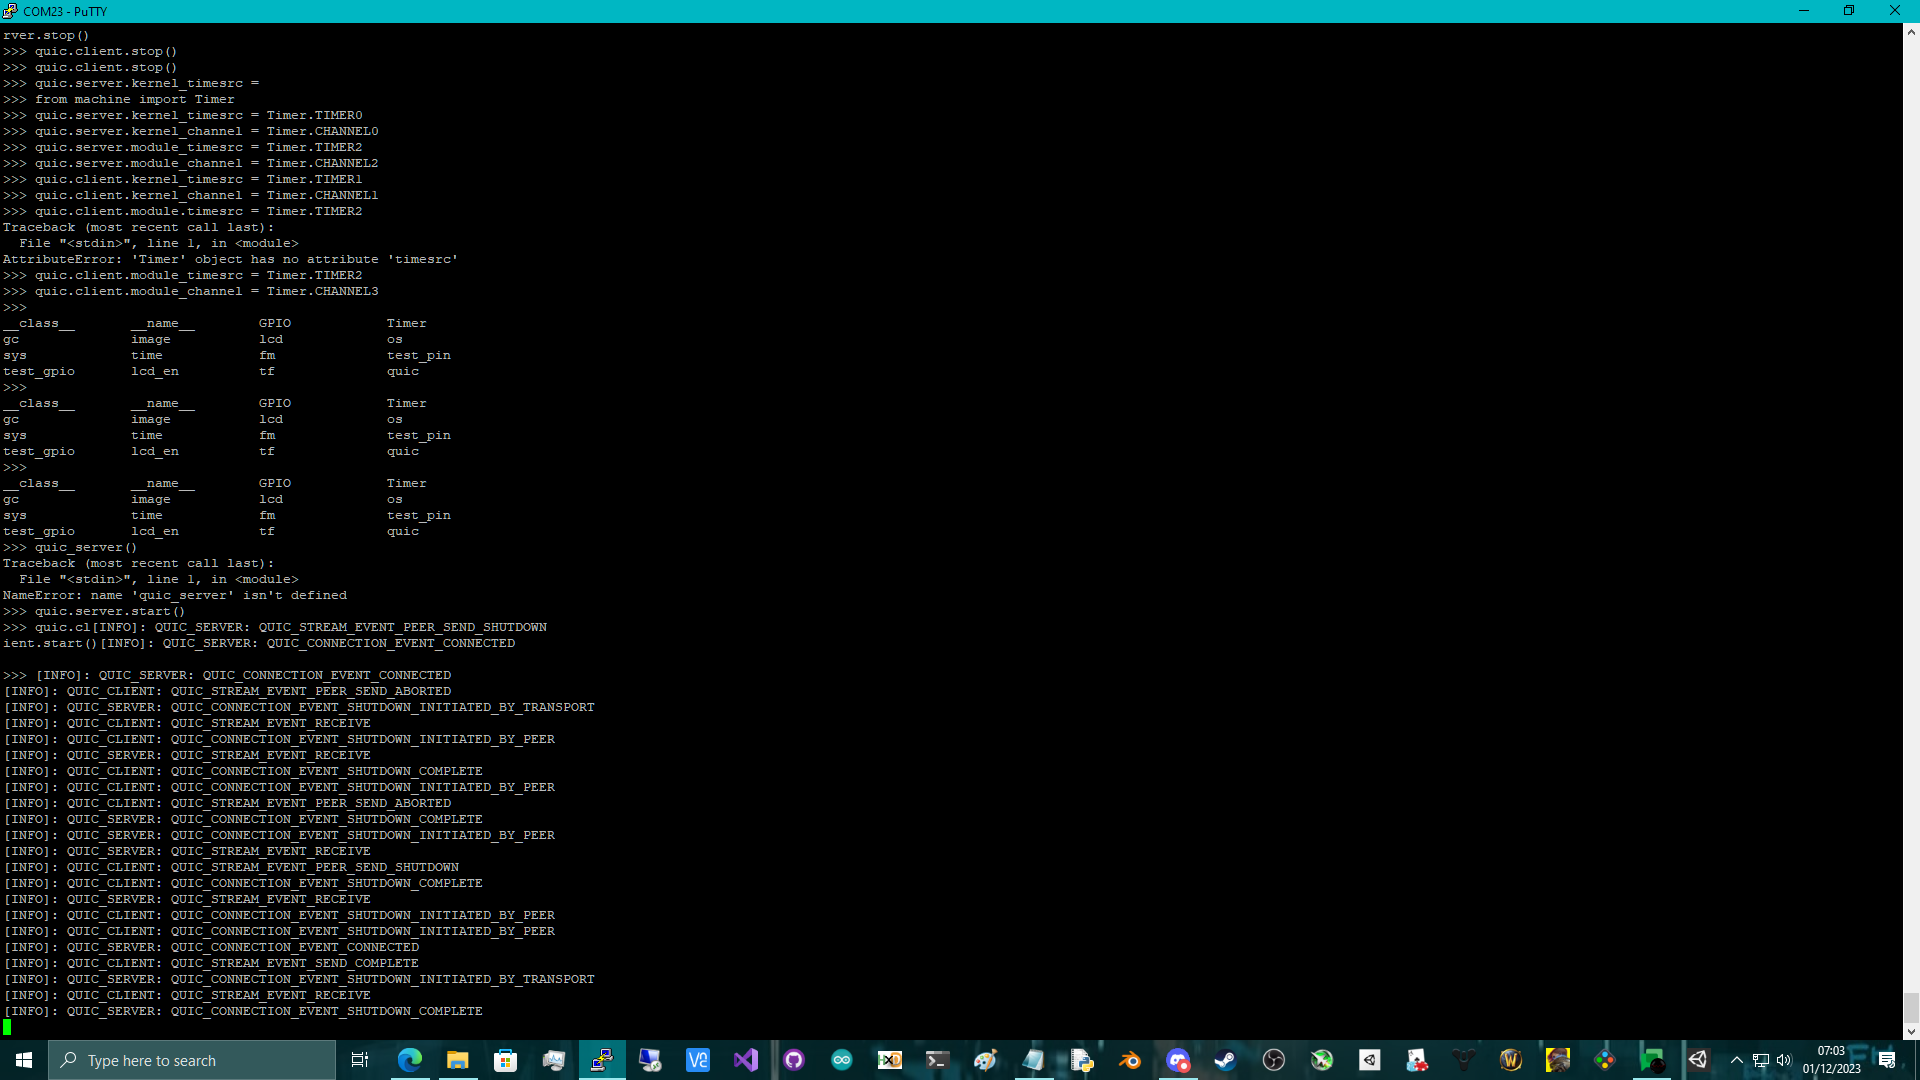 COM23 - PuTTY
rver.stop()
>>> quic.client.stop()
>>> quic.client.stop()
>>> quic.server.kernel_timesrc =
>>> from machine import Timer
>>> quic.server.kernel_timesrc = Timer.TIMER0
>>> quic.server.kernel_channel = Timer.CHANNEL0
>>> quic.server.module_timesrc = Timer.TIMER2
>>> quic.server.module_channel = Timer.CHANNEL2
>>> quic.client.kernel_timesrc = Timer.TIMER1
>>> quic.client.kernel_channel = Timer.CHANNEL1
>>> quic.client.module.timesrc = Timer.TIMER2
Traceback (most recent call last):
  File "<stdin>", line 1, in <module>
AttributeError: 'Timer' object has no attribute 'timesrc'
>>> quic.client.module_timesrc = Timer.TIMER2
>>> quic.client.module_channel = Timer.CHANNEL3
>>>
__class__       __name__        GPIO            Timer
gc              image           lcd             os
sys             time            fm              test_pin
test_gpio       lcd_en          tf              quic
>>>
__class__       __name__        GPIO            Timer
gc              image           lcd             os
sys             time            fm              test_pin
test_gpio       lcd_en          tf              quic
>>>
__class__       __name__        GPIO            Timer
gc              image           lcd             os
sys             time            fm              test_pin
test_gpio       lcd_en          tf              quic
>>> quic_server()
Traceback (most recent call last):
  File "<stdin>", line 1, in <module>
NameError: name 'quic_server' isn't defined
>>> quic.server.start()
>>> quic.cl[INFO]: QUIC_SERVER: QUIC_STREAM_EVENT_PEER_SEND_SHUTDOWN
ient.start()[INFO]: QUIC_SERVER: QUIC_CONNECTION_EVENT_CONNECTED
>>> [INFO]: QUIC_SERVER: QUIC_CONNECTION_EVENT_CONNECTED
[INFO]: QUIC_CLIENT: QUIC_STREAM_EVENT_PEER_SEND_ABORTED
[INFO]: QUIC_SERVER: QUIC_CONNECTION_EVENT_SHUTDOWN_INITIATED_BY_TRANSPORT
[INFO]: QUIC_CLIENT: QUIC_STREAM_EVENT_RECEIVE
[INFO]: QUIC_CLIENT: QUIC_CONNECTION_EVENT_SHUTDOWN_INITIATED_BY_PEER
[INFO]: QUIC_SERVER: QUIC_STREAM_EVENT_RECEIVE
[INFO]: QUIC_CLIENT: QUIC_CONNECTION_EVENT_SHUTDOWN_COMPLETE
[INFO]: QUIC_CLIENT: QUIC_CONNECTION_EVENT_SHUTDOWN_INITIATED_BY_PEER
[INFO]: QUIC_CLIENT: QUIC_STREAM_EVENT_PEER_SEND_ABORTED
[INFO]: QUIC_SERVER: QUIC_CONNECTION_EVENT_SHUTDOWN_COMPLETE
[INFO]: QUIC_SERVER: QUIC_CONNECTION_EVENT_SHUTDOWN_INITIATED_BY_PEER
[INFO]: QUIC_SERVER: QUIC_STREAM_EVENT_RECEIVE
[INFO]: QUIC_CLIENT: QUIC_STREAM_EVENT_PEER_SEND_SHUTDOWN
[INFO]: QUIC_CLIENT: QUIC_CONNECTION_EVENT_SHUTDOWN_COMPLETE
[INFO]: QUIC_SERVER: QUIC_STREAM_EVENT_RECEIVE
[INFO]: QUIC_CLIENT: QUIC_CONNECTION_EVENT_SHUTDOWN_INITIATED_BY_PEER
[INFO]: QUIC_CLIENT: QUIC_CONNECTION_EVENT_SHUTDOWN_INITIATED_BY_PEER
[INFO]: QUIC_SERVER: QUIC_CONNECTION_EVENT_CONNECTED
[INFO]: QUIC_CLIENT: QUIC_STREAM_EVENT_SEND_COMPLETE
[INFO]: QUIC_SERVER: QUIC_CONNECTION_EVENT_SHUTDOWN_INITIATED_BY_TRANSPORT
[INFO]: QUIC_CLIENT: QUIC_STREAM_EVENT_RECEIVE
[INFO]: QUIC_SERVER: QUIC_CONNECTION_EVENT_SHUTDOWN_COMPLETE
Type here to search
07:03
01/12/2023